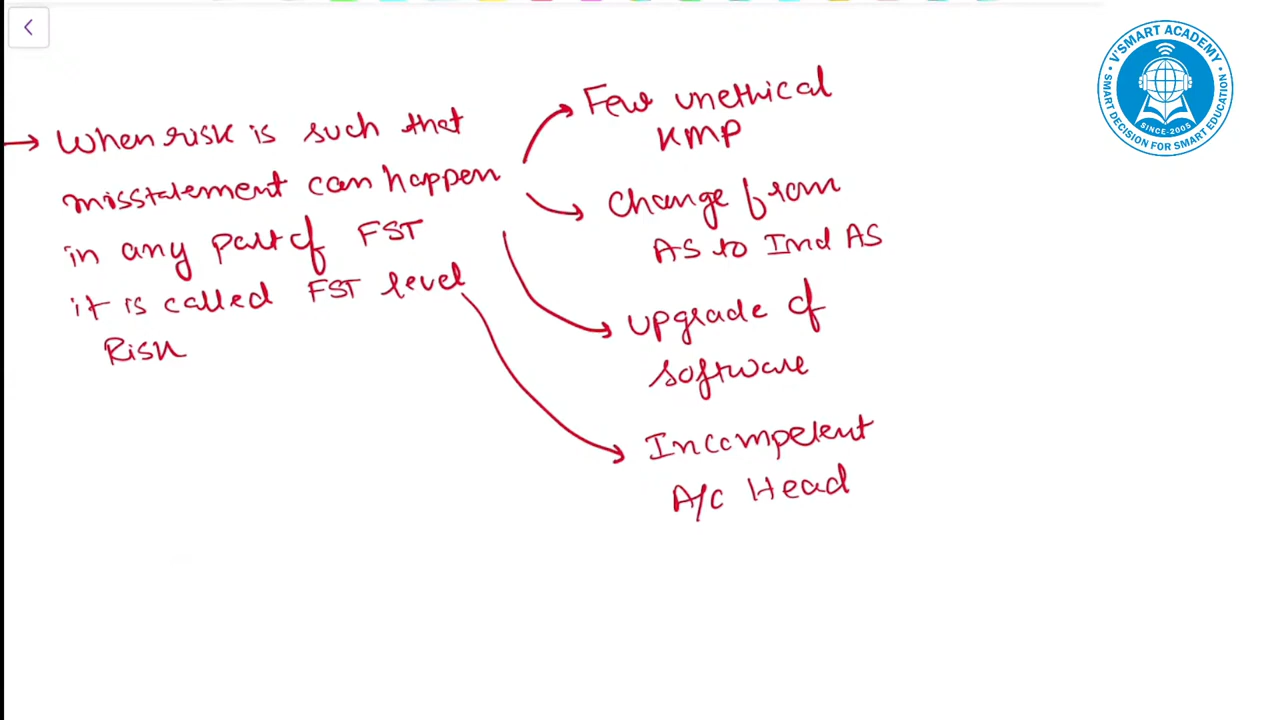 → When risk is such that
misstatement can happen
in any part of FST
it is called FST level
Risk
Few unethical
KMP
Change from
AS to Ind AS
upgrade of
software
Incompetent
A/c Head
V'SMART ACADEMY
SMART DECISION FOR SMART EDUCATION
SINCE-2005